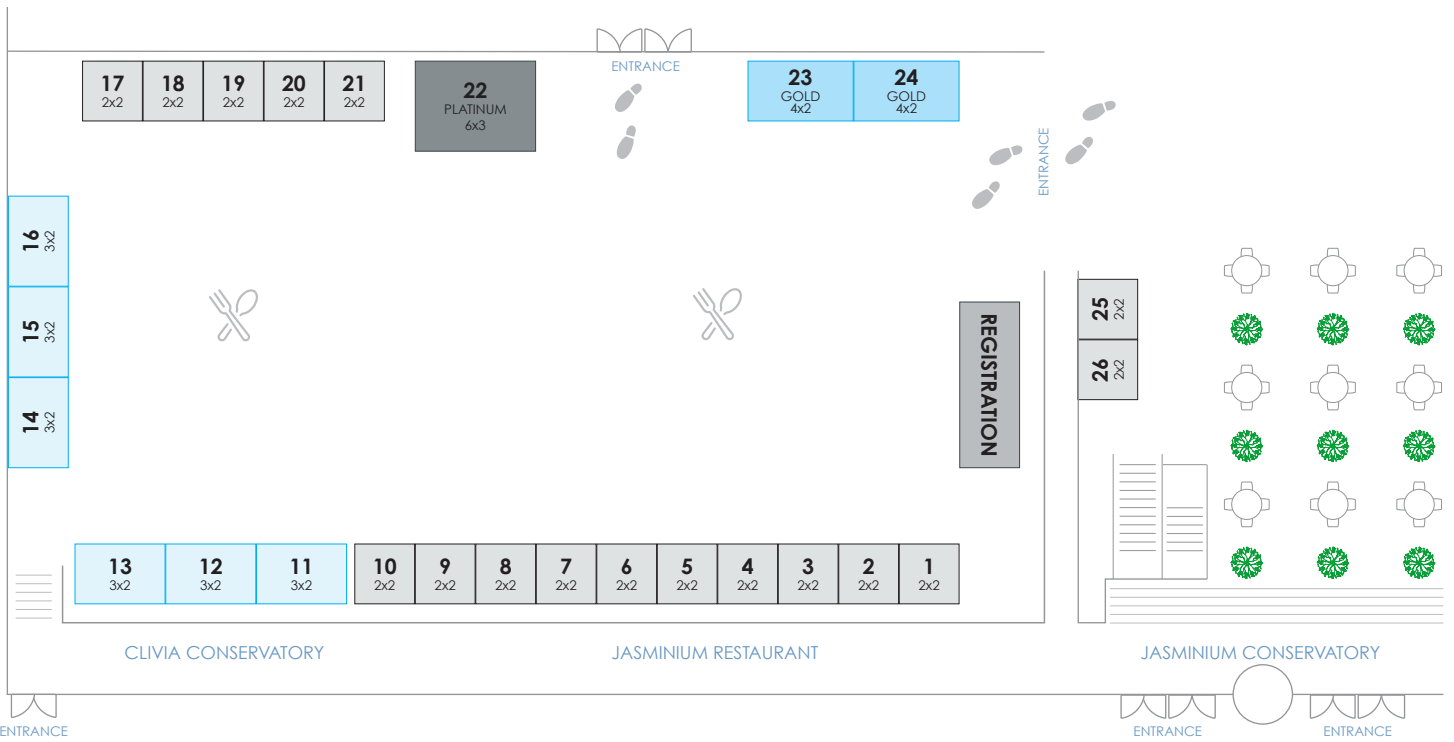 ENTRANCE
17
2x2
18
2x2
19
2x2
20
2x2
21
2x2
22
PLATINUM
6x3
23
GOLD
4x2
24
GOLD
4x2
ENTRANCE
16
3x2
15
3x2
14
3x2
REGISTRATION
25
2x2
26
2x2
13
3x2
12
3x2
11
3x2
10
2x2
9
2x2
8
2x2
7
2x2
6
2x2
5
2x2
4
2x2
3
2x2
2
2x2
1
2x2
CLIVIA CONSERVATORY
JASMINIUM RESTAURANT
JASMINIUM CONSERVATORY
ENTRANCE
ENTRANCE
ENTRANCE